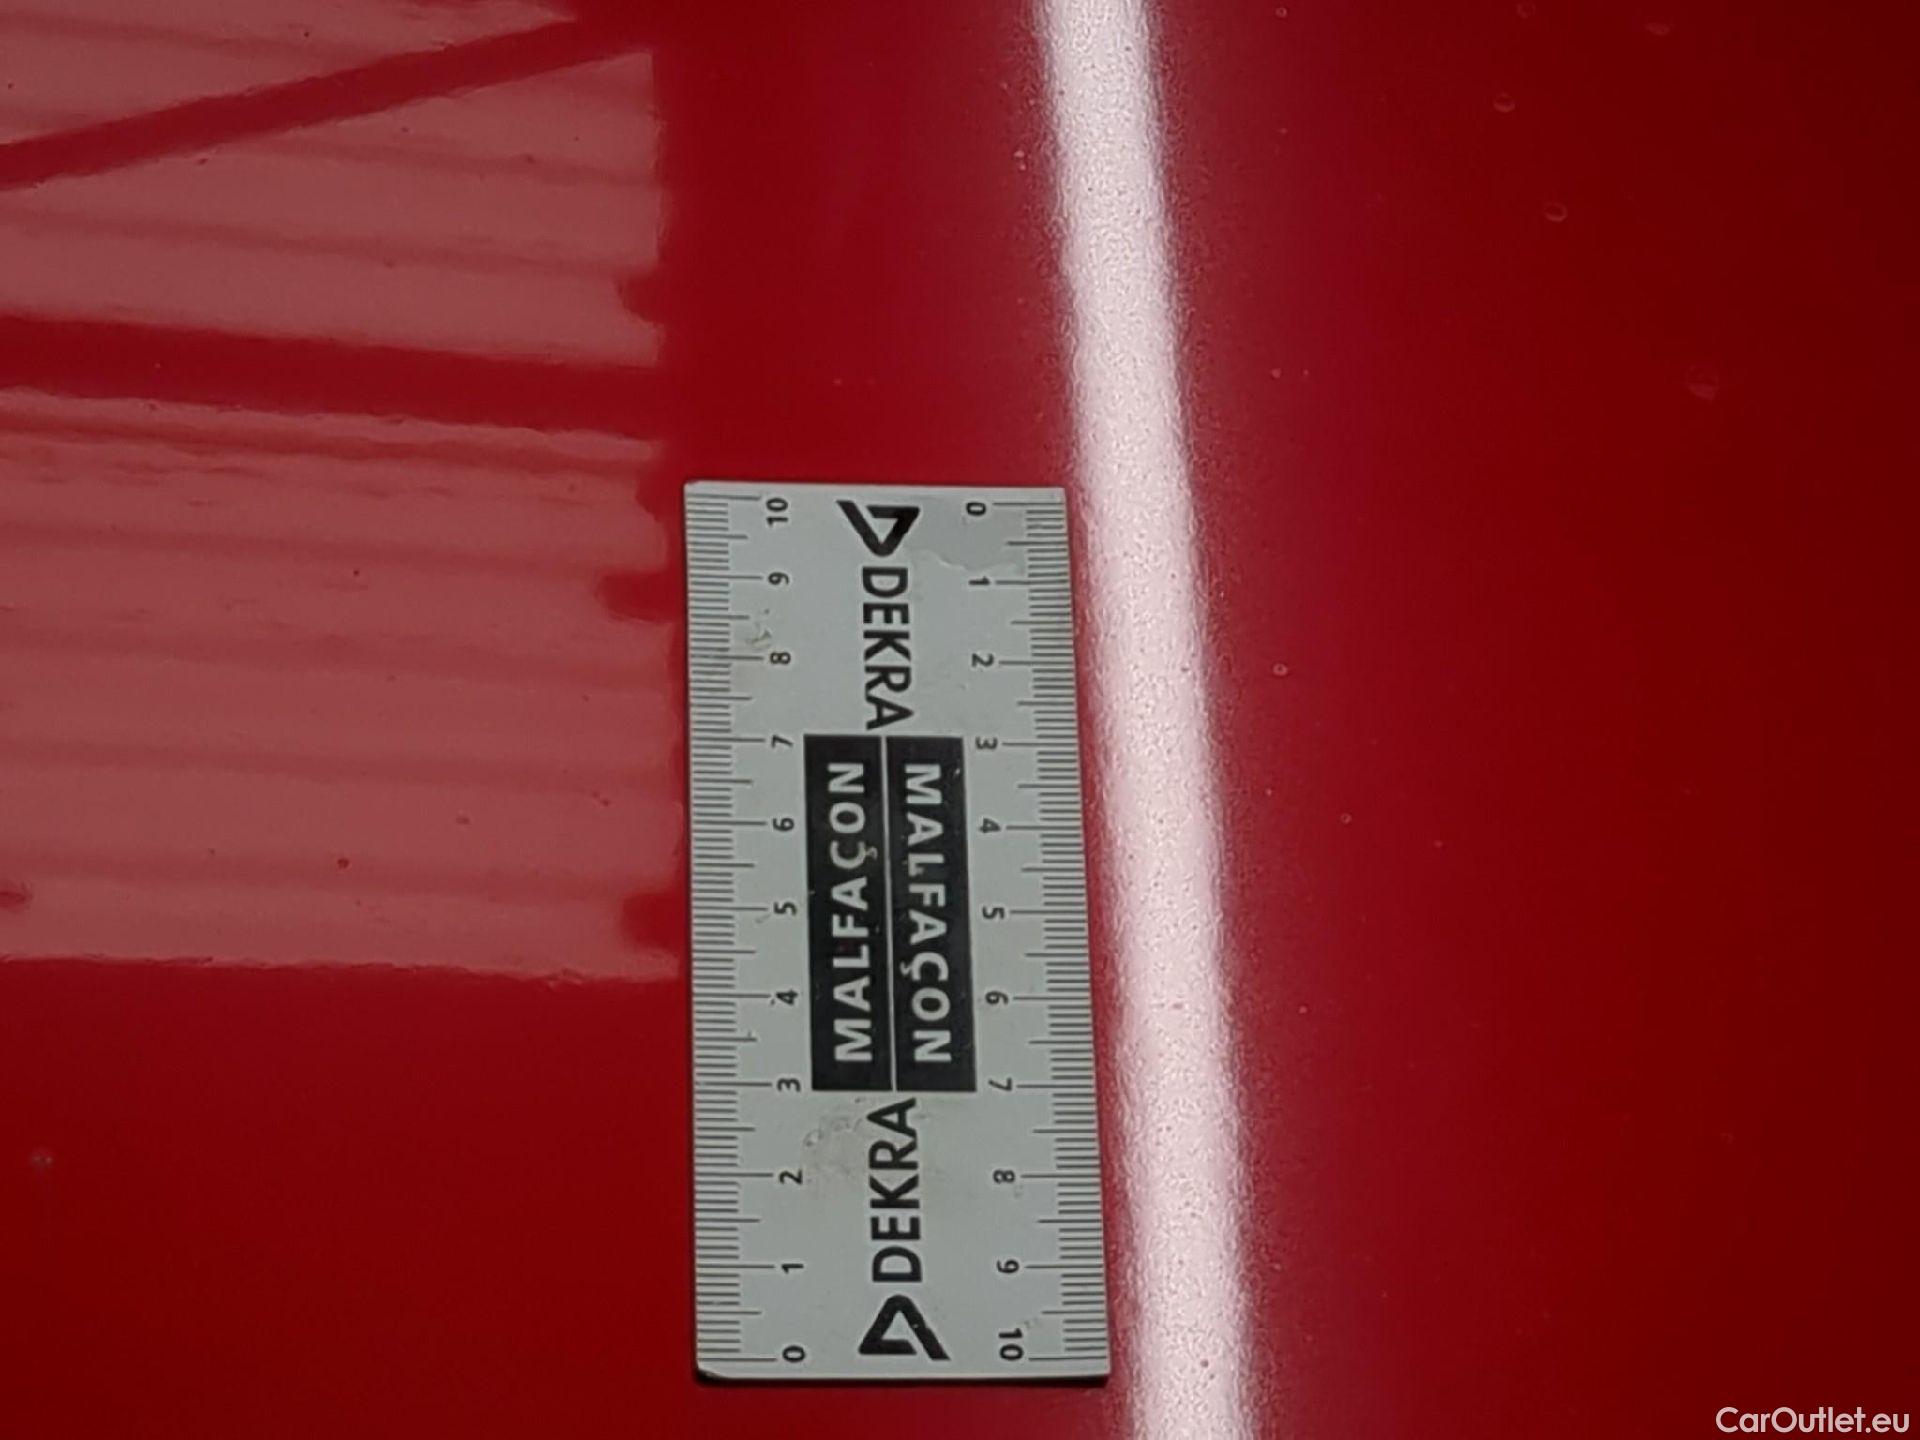 10 9 8 7 6 5 4 3 2 1 0
DEKRA MALFAÇON
MALFAÇON DEKRA
0 1 2 3 4 5 6 7 8 9 10
CarOutlet.eu